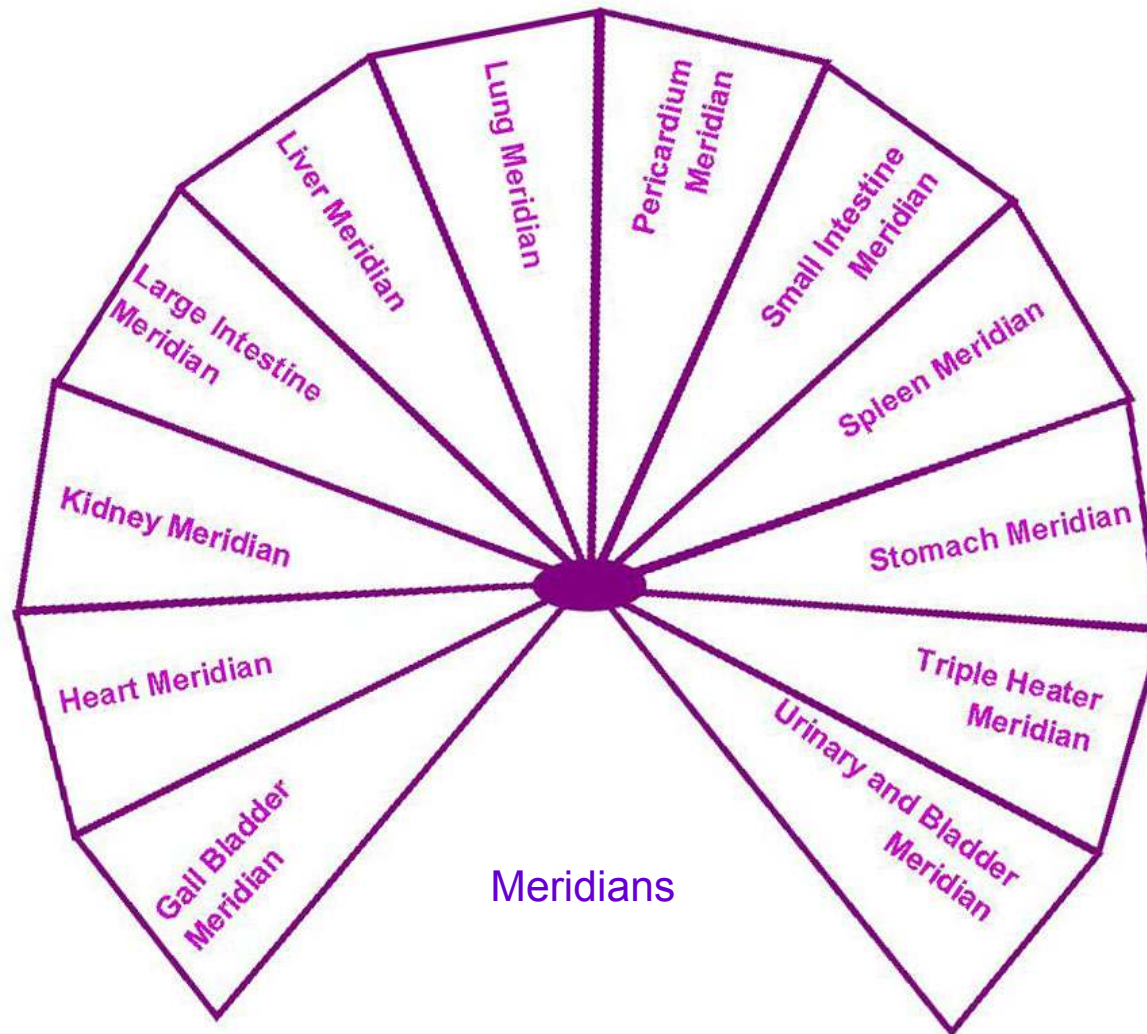 Gall Bladder
Meridian
Heart Meridian
Kidney Meridian
Large Intestine
Meridian
Liver Meridian
Lung Meridian
Pericardium
Meridian
Small Intestine
Meridian
Spleen Meridian
Stomach Meridian
Triple Heater
Meridian
Urinary and Bladder
Meridian
Meridians